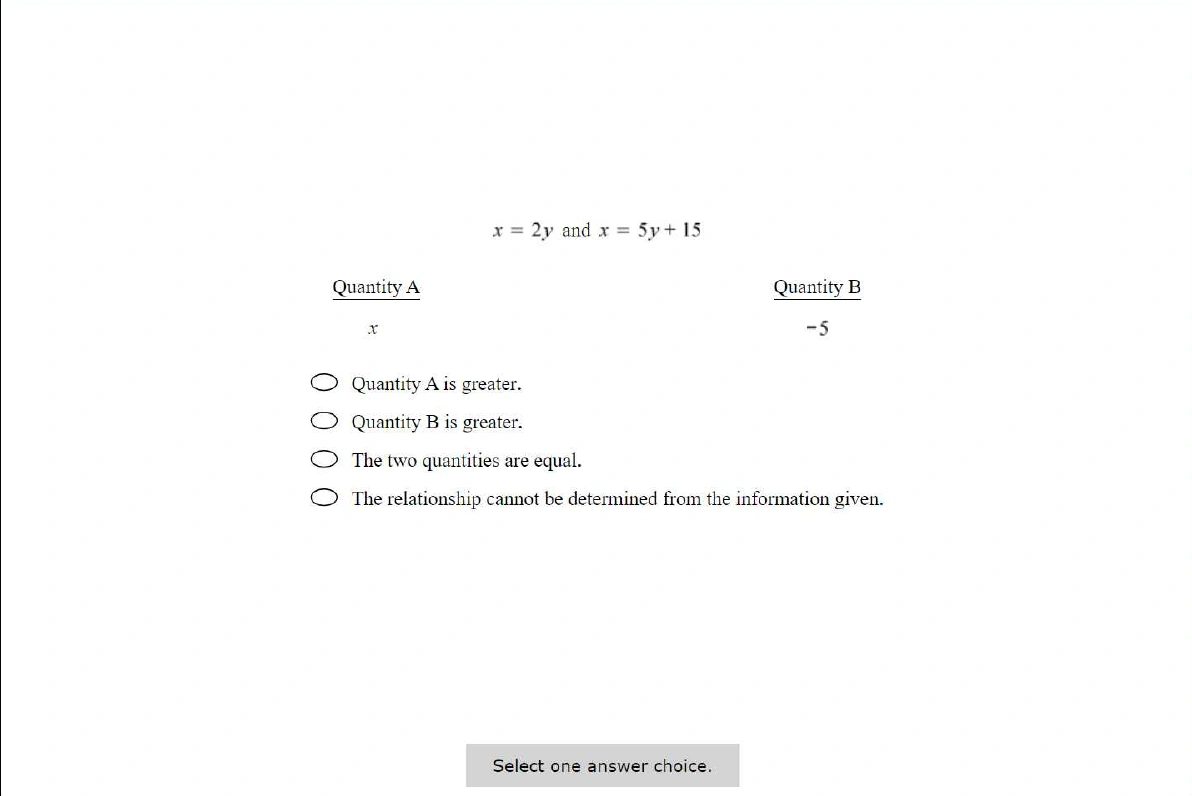 x = 2y and x = 5y + 15
Quantity A
Quantity B
x
-5
Quantity A is greater.
Quantity B is greater.
The two quantities are equal.
The relationship cannot be determined from the information given.
Select one answer choice.